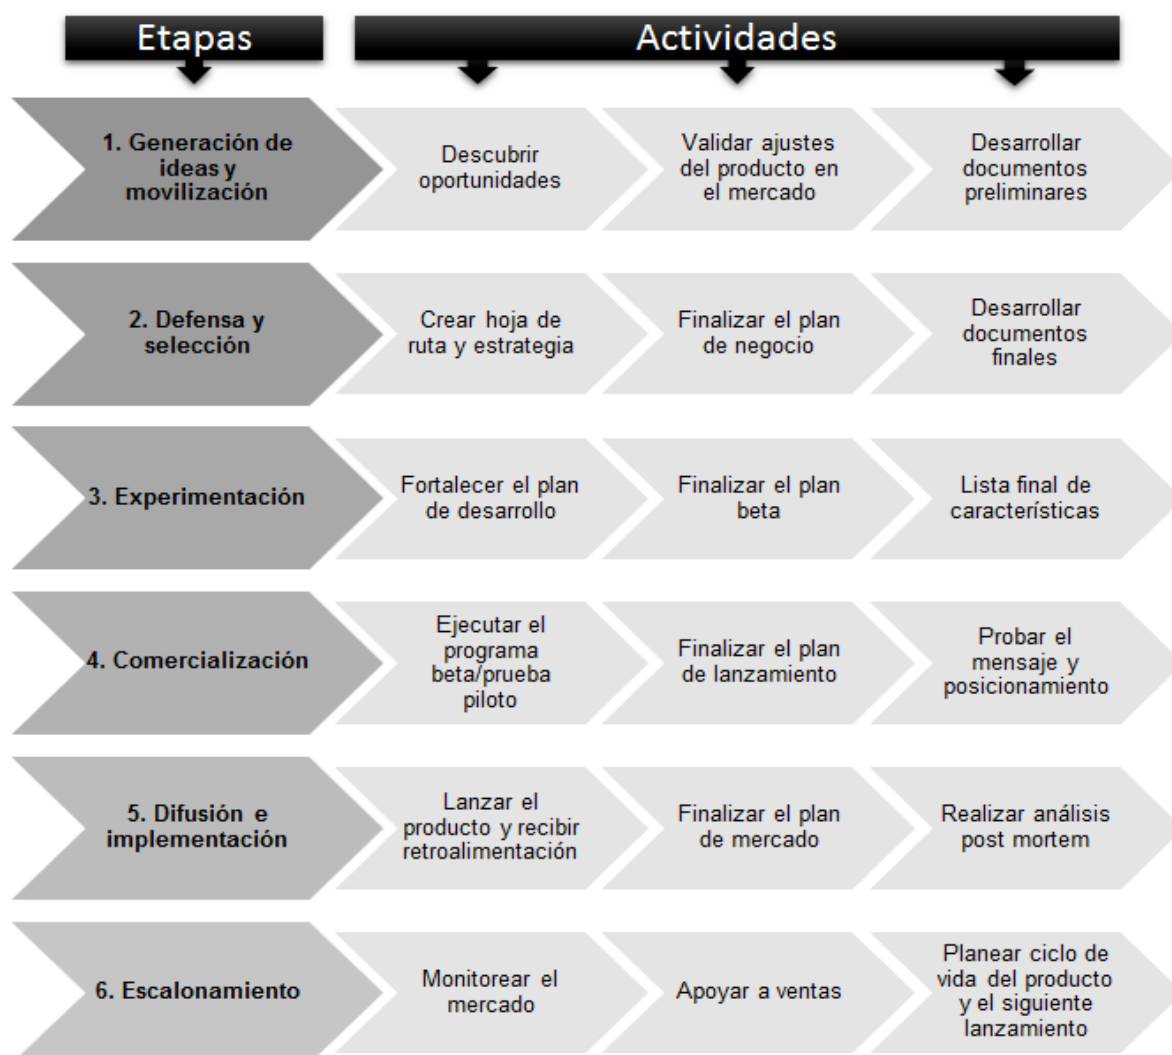 Etapas
Actividades
1. Generación de
ideas y
movilización
Descubrir
oportunidades
Validar ajustes
del producto en
el mercado
Desarrollar
documentos
preliminares
2. Defensa y
selección
Crear hoja de
ruta y estrategia
Finalizar el plan
de negocio
Desarrollar
documentos
finales
3. Experimentación
Fortalecer el plan
de desarrollo
Finalizar el plan
beta
Lista final de
características
4. Comercialización
Ejecutar el
programa
beta/prueba
piloto
Finalizar el plan
de lanzamiento
Probar el
mensaje y
posicionamiento
5. Difusión e
implementación
Lanzar el
producto y recibir
retroalimentación
Finalizar el plan
de mercado
Realizar análisis
post mortem
6. Escalonamiento
Monitorear el
mercado
Apoyar a ventas
Planear ciclo de
vida del producto
y el siguiente
lanzamiento